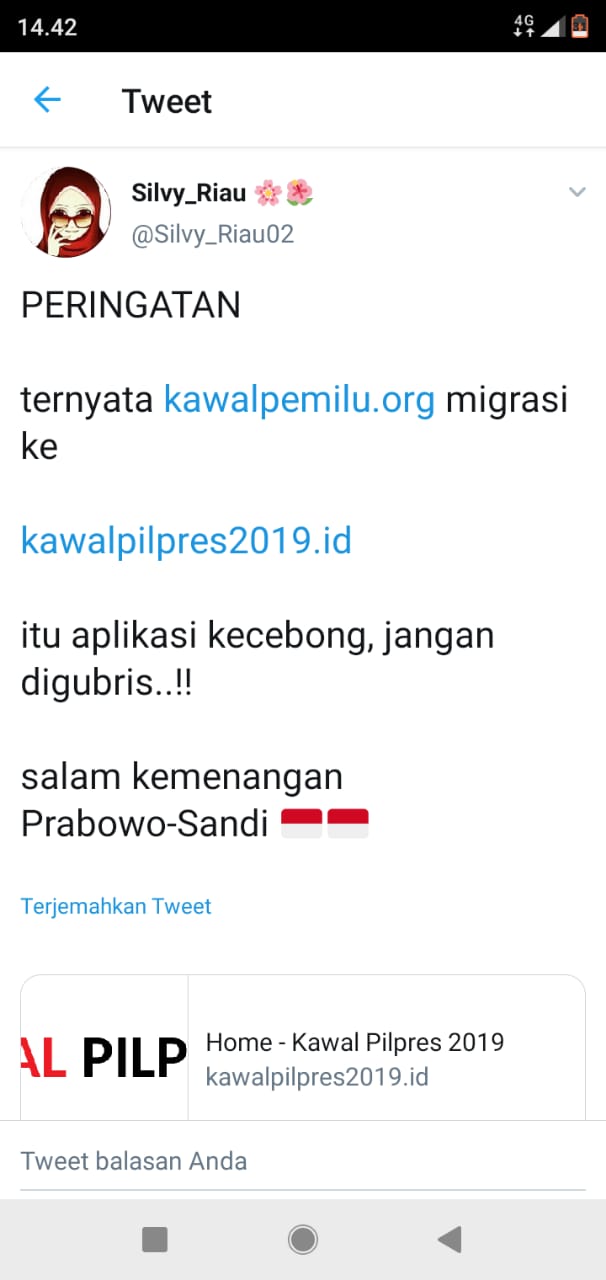 14.42
4G
Tweet
Silvy_Riau 🌸🌺
@Silvy_Riau02
PERINGATAN
ternyata kawalpemilu.org migrasi
ke
kawalpilpres2019.id
itu aplikasi kecebong, jangan
digubris..!!
salam kemenangan
Prabowo-Sandi 🇮🇩🇮🇩
Terjemahkan Tweet
AL PILP
Home - Kawal Pilpres 2019
kawalpilpres2019.id
Tweet balasan Anda